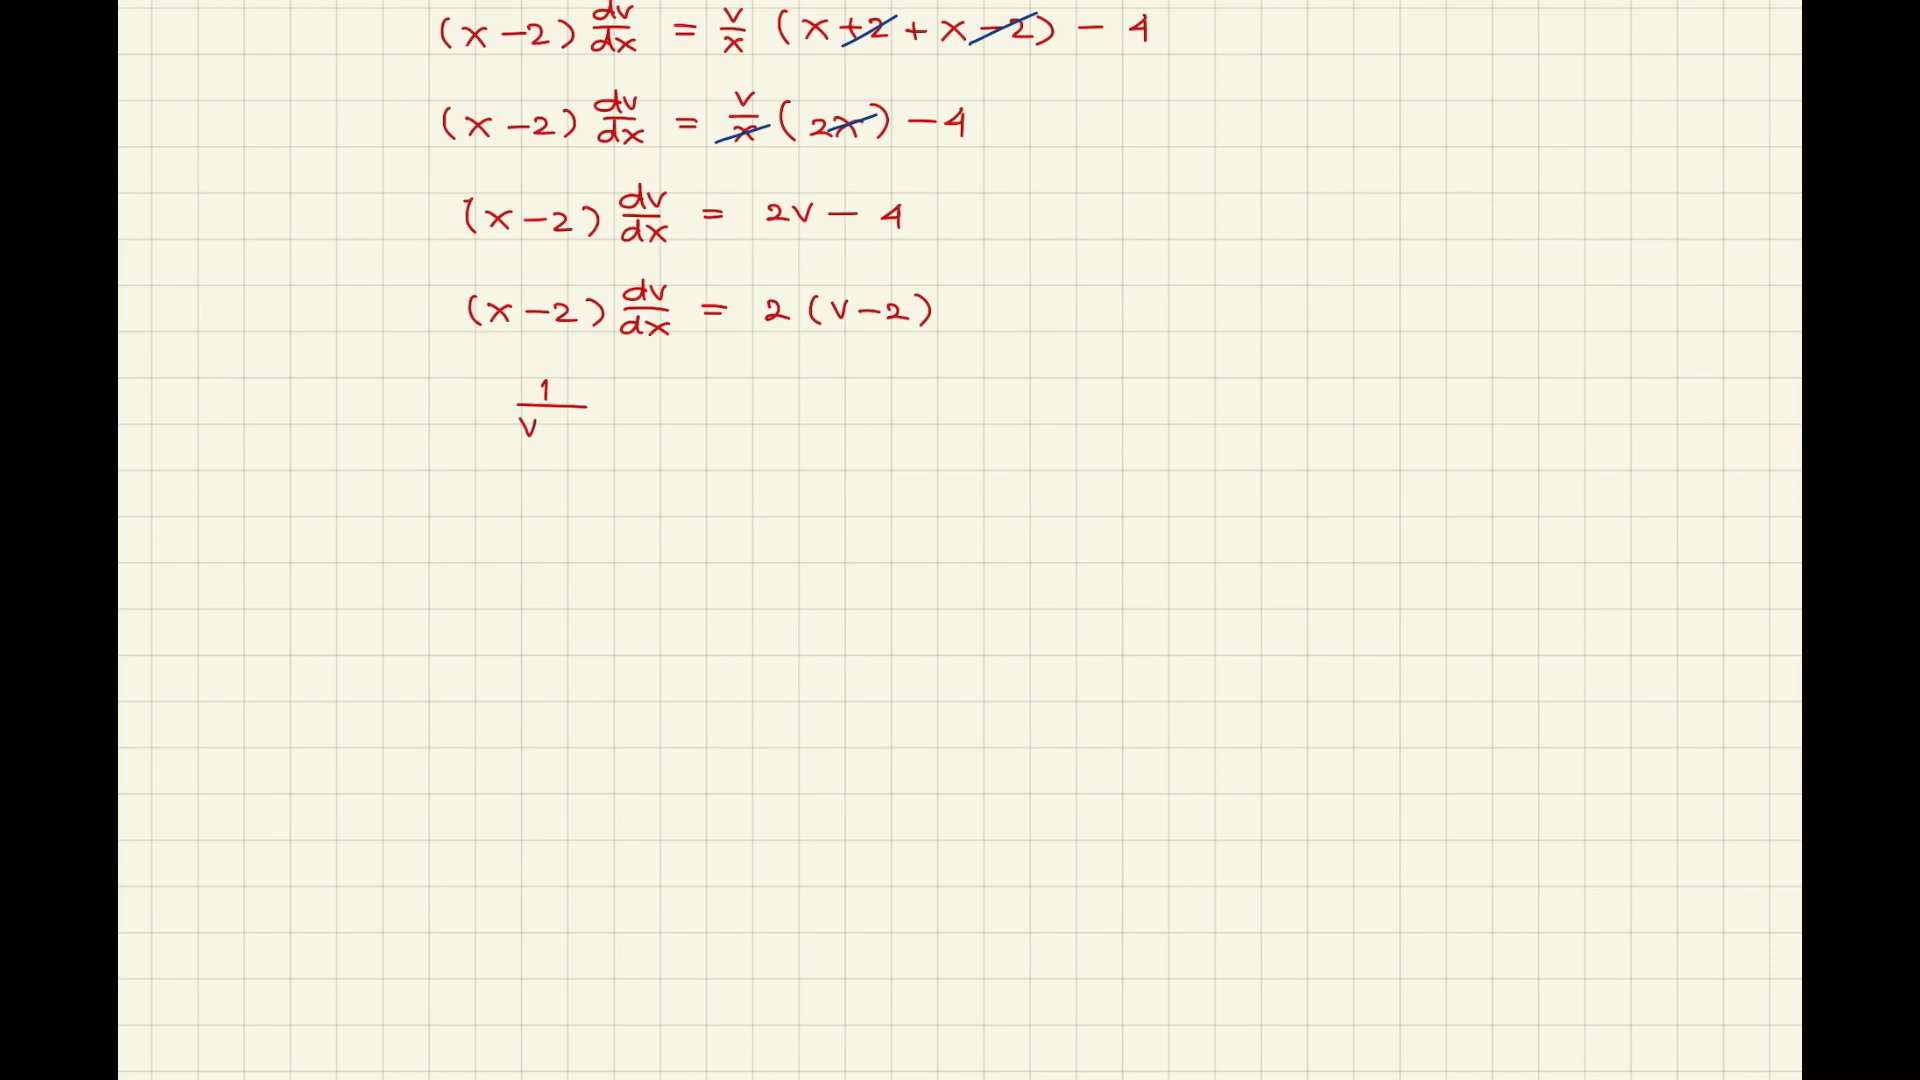 (x-2) dv/dx = v/x (x+2+x-2) - 4
(x-2) dv/dx = v/x (2x) - 4
(x-2) dv/dx = 2v - 4
(x-2) dv/dx = 2(v-2)
1/v